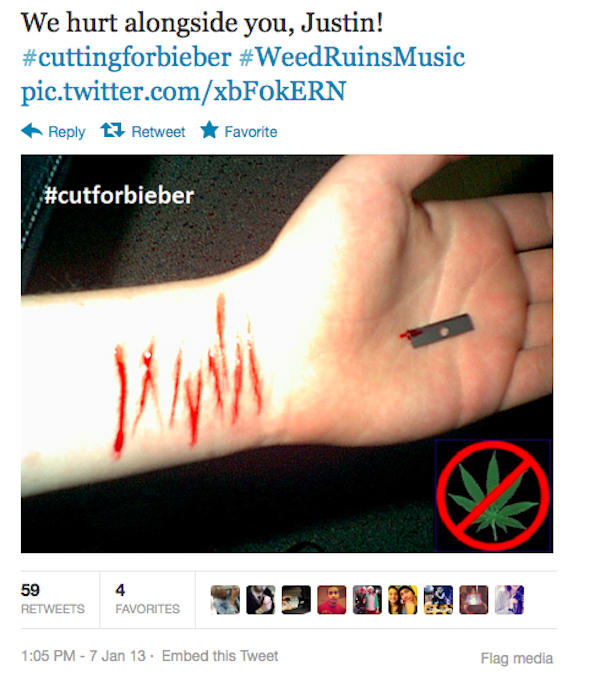 We hurt alongside you, Justin!
#cuttingforbieber #WeedRuinsMusic
pic.twitter.com/xbF0kERN
Reply Retweet Favorite
#cutforbieber
59 4
RETWEETS FAVORITES
1:05 PM - 7 Jan 13 · Embed this Tweet Flag media